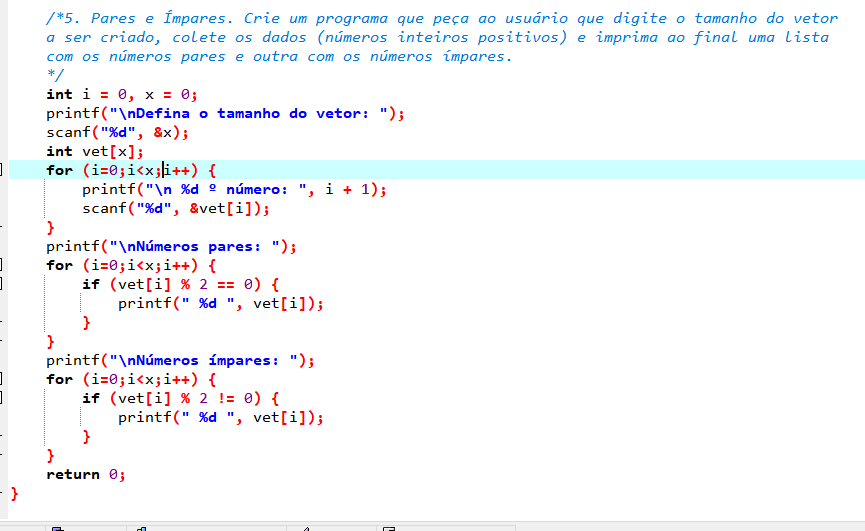 /*5. Pares e Ímpares. Crie um programa que peça ao usuário que digite o tamanho do vetor
a ser criado, colete os dados (números inteiros positivos) e imprima ao final uma lista
com os números pares e outra com os números ímpares.
*/
int i = 0, x = 0;
printf("\nDefina o tamanho do vetor: ");
scanf("%d", &x);
int vet[x];
for (i=0;i<x;i++) {
printf("\n %d º número: ", i + 1);
scanf("%d", &vet[i]);
}
printf("\nNúmeros pares: ");
for (i=0;i<x;i++) {
if (vet[i] % 2 == 0) {
printf(" %d ", vet[i]);
}
}
printf("\nNúmeros ímpares: ");
for (i=0;i<x;i++) {
if (vet[i] % 2 != 0) {
printf(" %d ", vet[i]);
}
}
return 0;
}